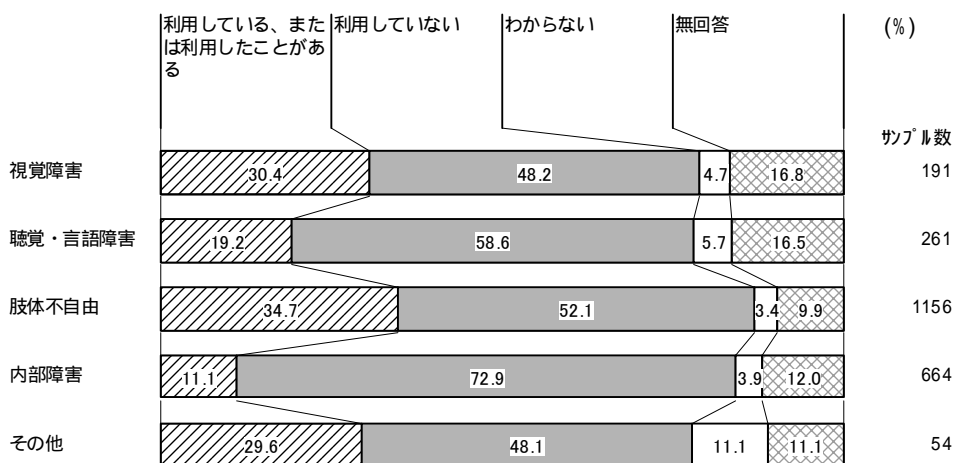 利用している、また
は利用したことがあ
る
利用していない
わからない
無回答
(%)
ｻﾝﾌﾟﾙ数
視覚障害 30.4 48.2 4.7 16.8 191
聴覚・言語障害 19.2 58.6 5.7 16.5 261
肢体不自由 34.7 52.1 3.4 9.9 1156
内部障害 11.1 72.9 3.9 12.0 664
その他 29.6 48.1 11.1 11.1 54